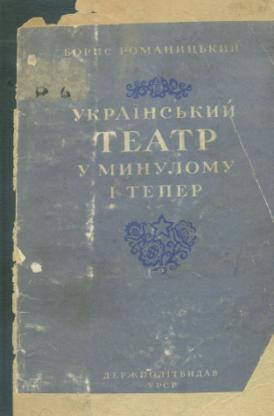 БОРИС РОМАНИЦЬКИЙ
УКРАЇНСЬКИЙ
ТЕАТР
У МИНУЛОМУ
І ТЕПЕР
ДЕРЖПОЛІТВИДАВ
УРСР